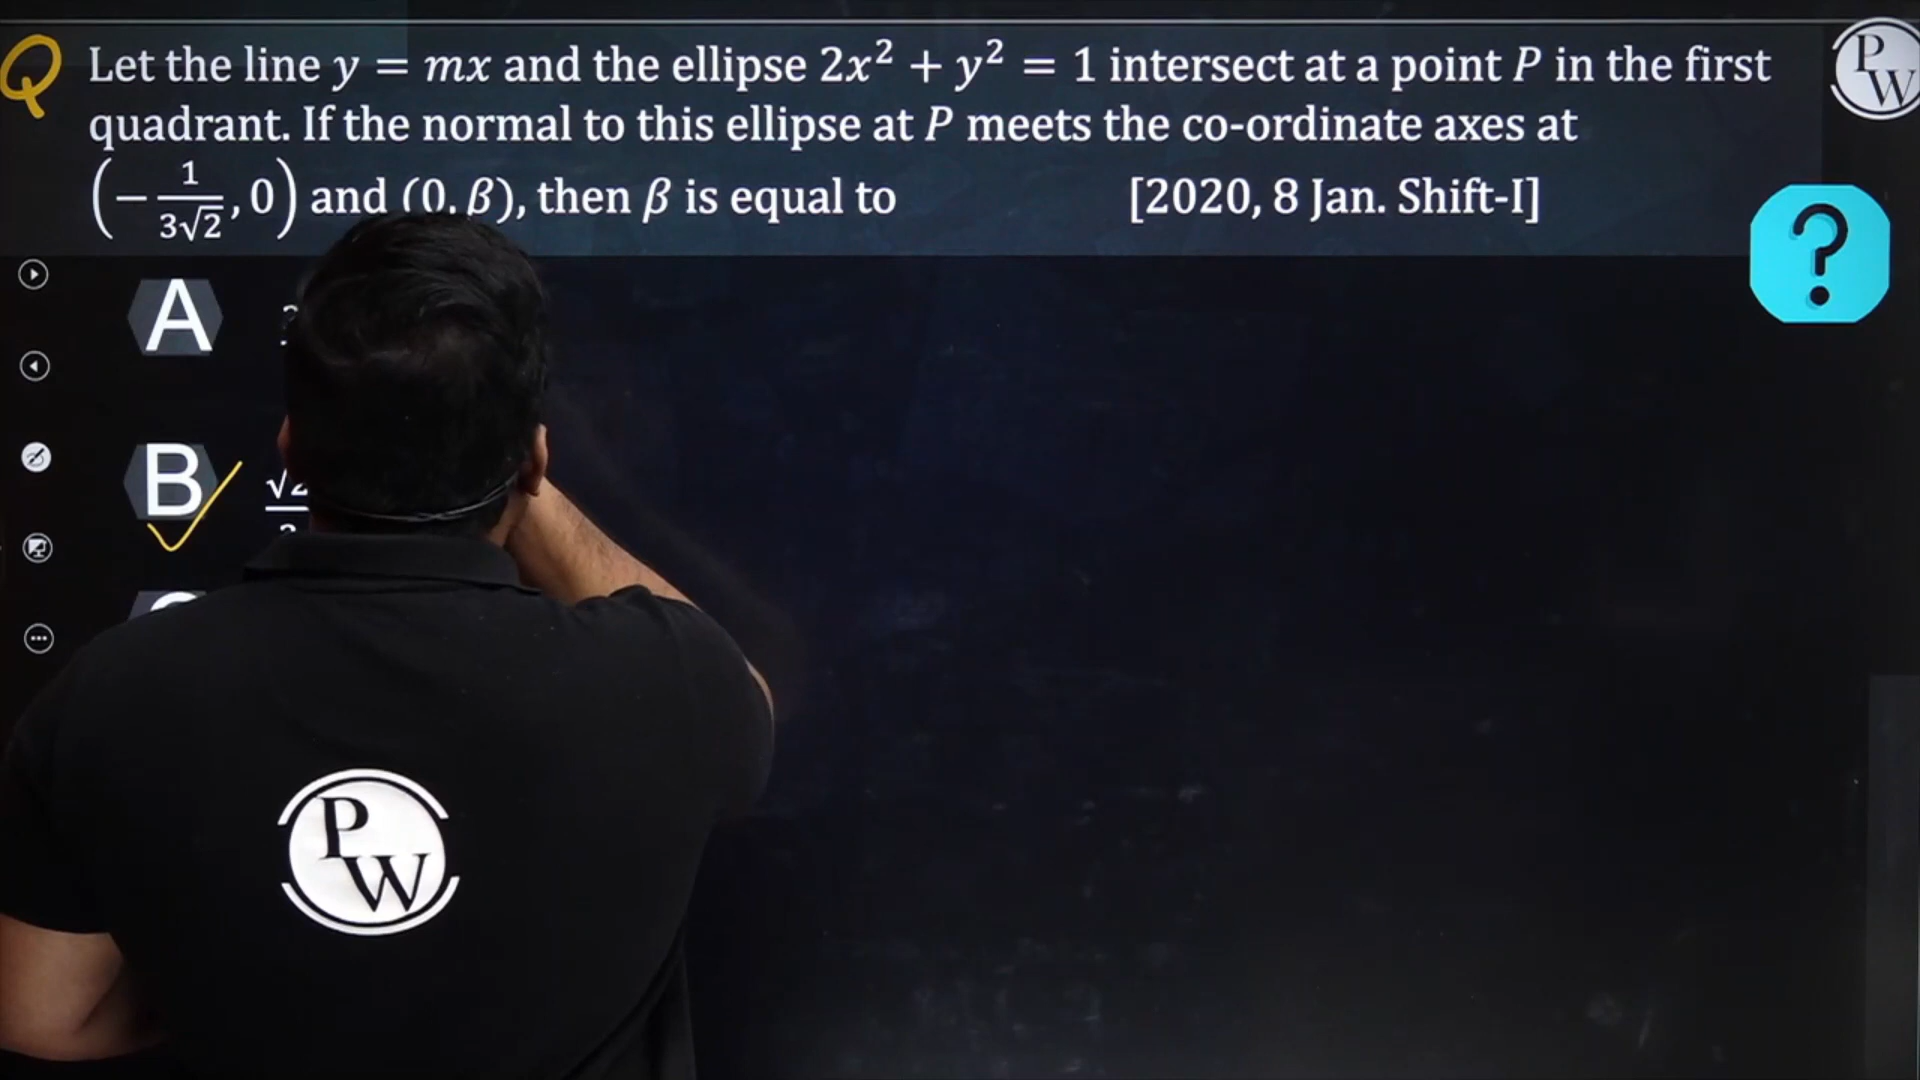 Q Let the line y = mx and the ellipse 2x² + y² = 1 intersect at a point P in the first
quadrant. If the normal to this ellipse at P meets the co-ordinate axes at
(−1/(3√2), 0) and (0, β), then β is equal to [2020, 8 Jan. Shift-I]
?
A
B √2
PW
PW